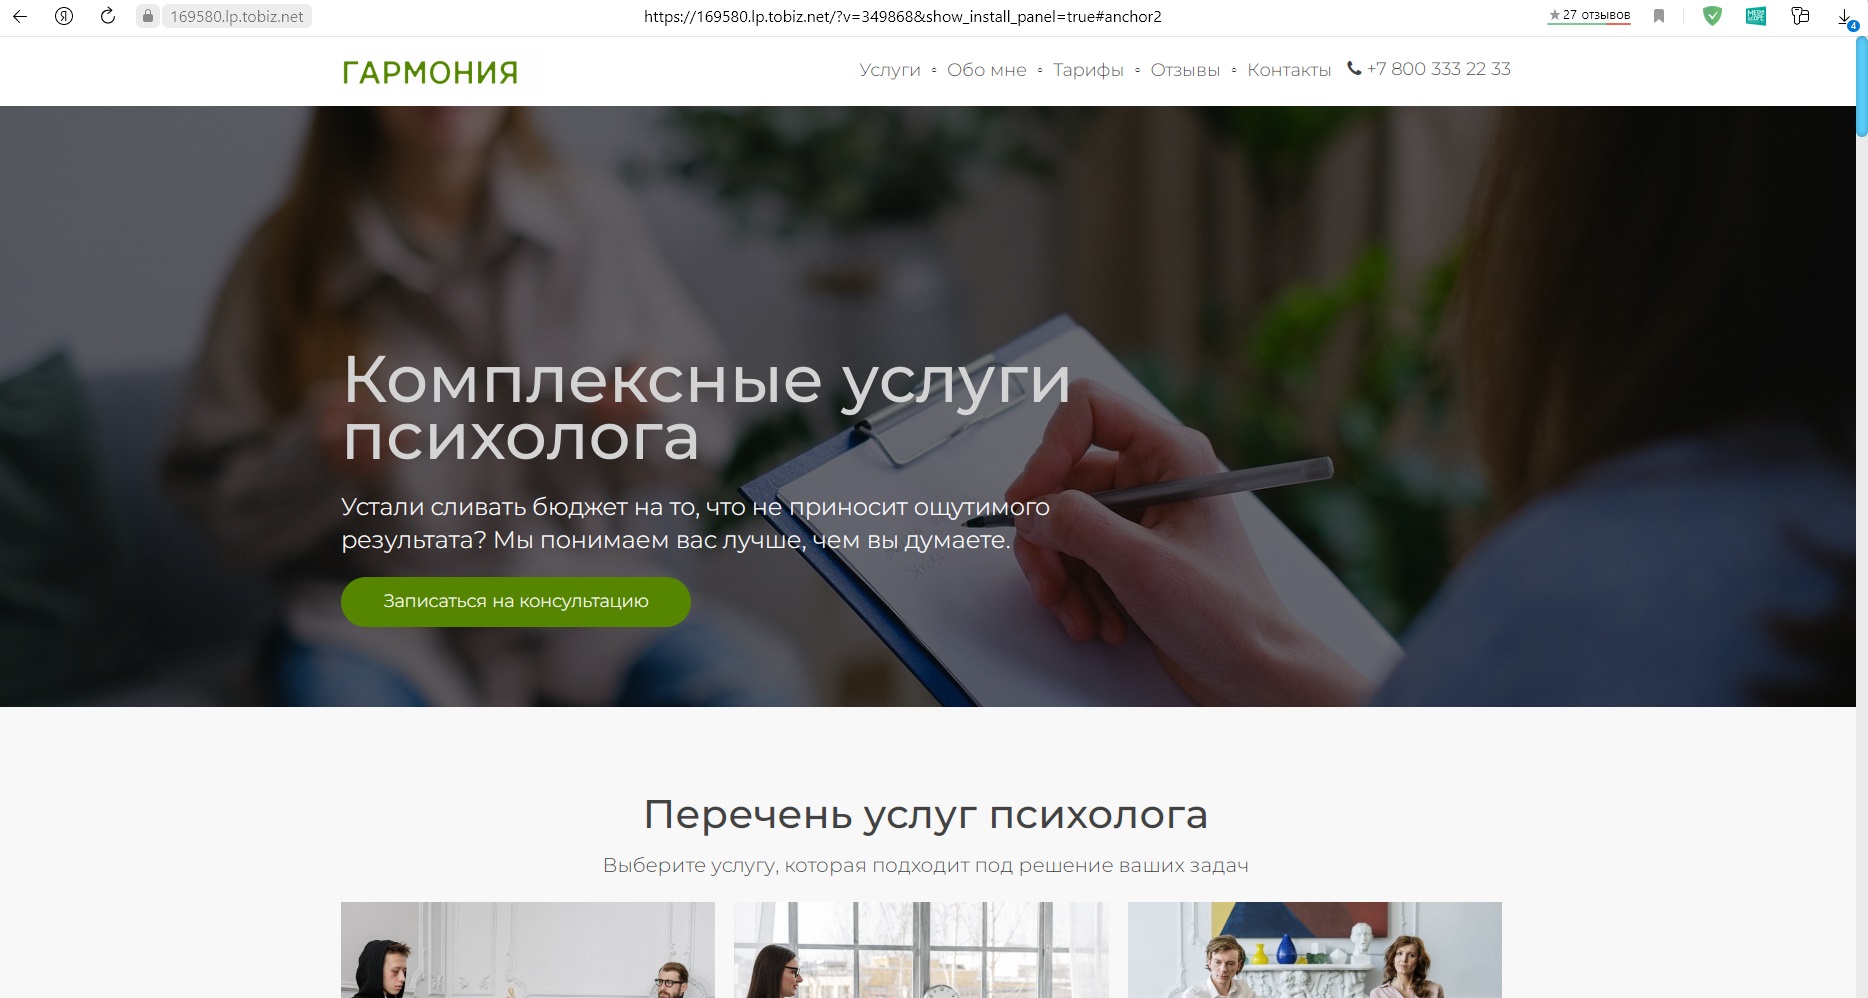 169580.lp.tobiz.net
https://169580.lp.tobiz.net/?v=349868&show_install_panel=true#anchor2
27 отзывов
4
ГАРМОНИЯ
Услуги
Обо мне
Тарифы
Отзывы
Контакты
+7 800 333 22 33
Комплексные услуги
психолога
Устали сливать бюджет на то, что не приносит ощутимого
результата? Мы понимаем вас лучше, чем вы думаете.
Записаться на консультацию
Перечень услуг психолога
Выберите услугу, которая подходит под решение ваших задач